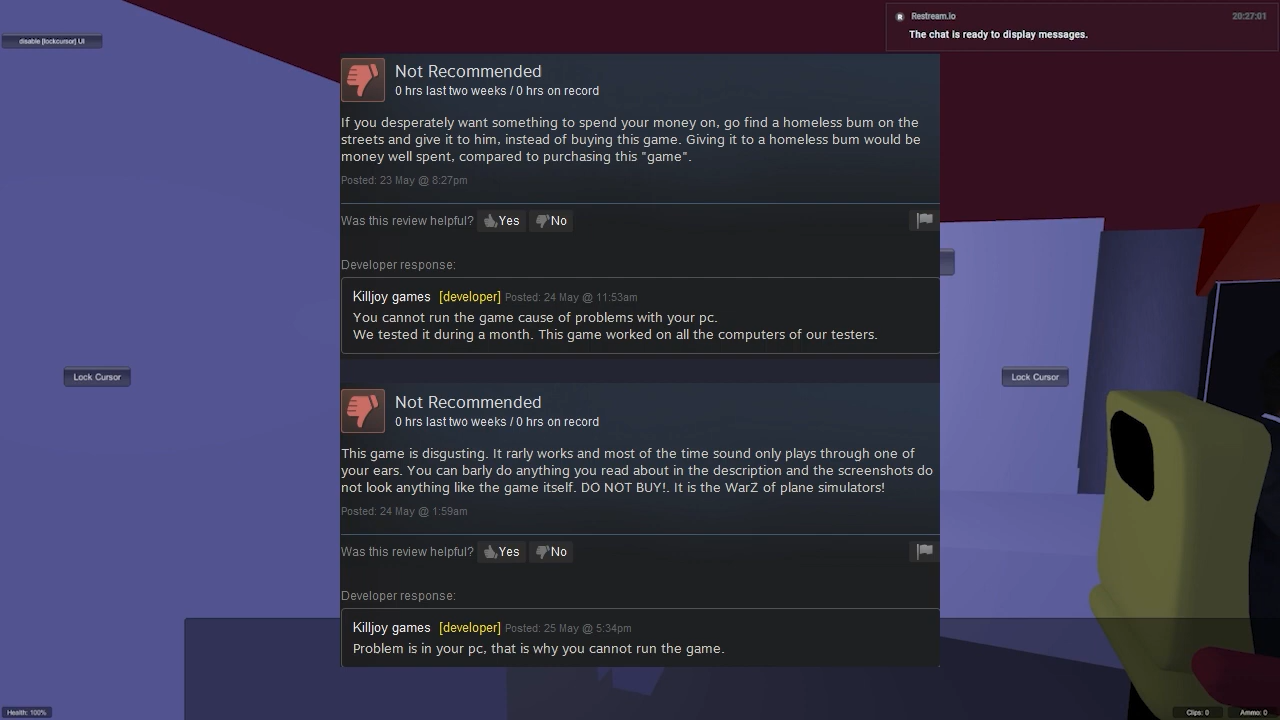 disable [lockcursor] UI
Restream.io
20:27:01
The chat is ready to display messages.
Not Recommended
0 hrs last two weeks / 0 hrs on record
If you desperately want something to spend your money on, go find a homeless bum on the
streets and give it to him, instead of buying this game. Giving it to a homeless bum would be
money well spent, compared to purchasing this "game".
Posted: 23 May @ 8:27pm
Was this review helpful? Yes No
Developer response:
Killjoy games [developer] Posted: 24 May @ 11:53am
You cannot run the game cause of problems with your pc.
We tested it during a month. This game worked on all the computers of our testers.
Lock Cursor
Lock Cursor
Not Recommended
0 hrs last two weeks / 0 hrs on record
This game is disgusting. It rarly works and most of the time sound only plays through one of
your ears. You can barly do anything you read about in the description and the screenshots do
not look anything like the game itself. DO NOT BUY!. It is the WarZ of plane simulators!
Posted: 24 May @ 1:59am
Was this review helpful? Yes No
Developer response:
Killjoy games [developer] Posted: 25 May @ 5:34pm
Problem is in your pc, that is why you cannot run the game.
Health: 100%
Clips: 0
Ammo: 0